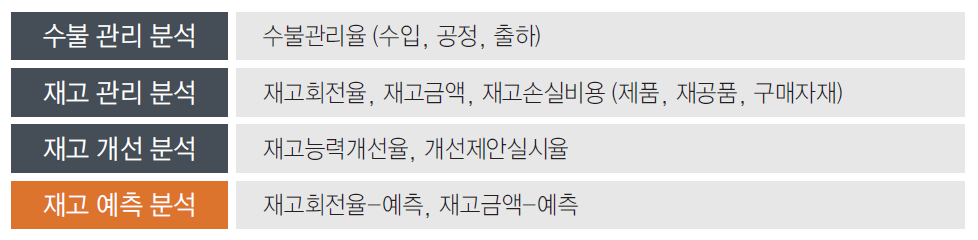 수불 관리 분석 수불관리율 (수입, 공정, 출하)
재고 관리 분석 재고회전율, 재고금액, 재고손실비용 (제품, 재공품, 구매자재)
재고 개선 분석 재고능력개선율, 개선제안실시율
재고 예측 분석 재고회전율-예측, 재고금액-예측